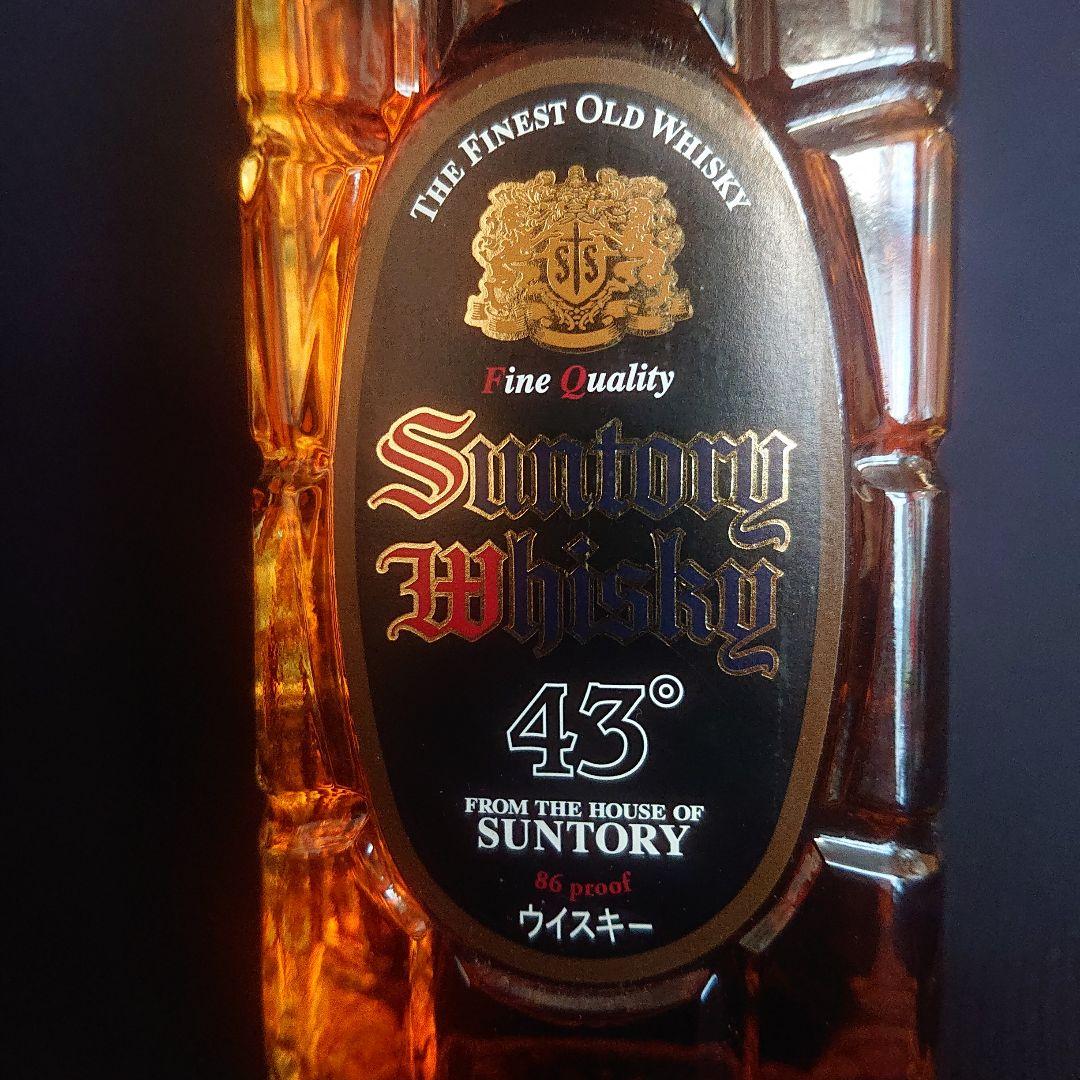 THE FINEST OLD WHISKY
S S
Fine Quality
Suntory
Whisky
43°
FROM THE HOUSE OF
SUNTORY
86 proof
ウイスキー